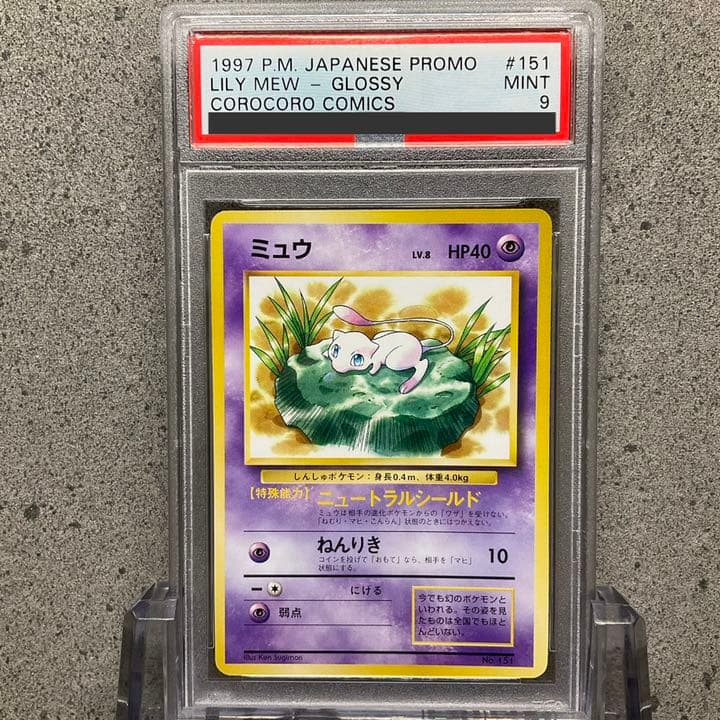 1997 P.M. JAPANESE PROMO #151
LILY MEW – GLOSSY MINT
COROCORO COMICS 9
ミュウ LV.8 HP40
しんしゅポケモン：身長0.4m、体重4.0kg
【特殊能力】ニュートラルシールド
ミュウは相手の進化ポケモンからの「ワザ」を受けない。
「ねむり・マヒ・こんらん」状態のときにはつかえない。
ねんりき 10
コインを投げて「おもて」なら、相手を「マヒ」
状態にする。
にげる
弱点
今でも幻のポケモンと
いわれる。その姿を見
たものは全国でもほと
んどいない。
Illus.Ken Sugimori No.151